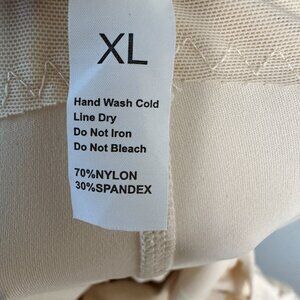 XL
Hand Wash Cold
Line Dry
Do Not Iron
Do Not Bleach
70%NYLON
30%SPANDEX